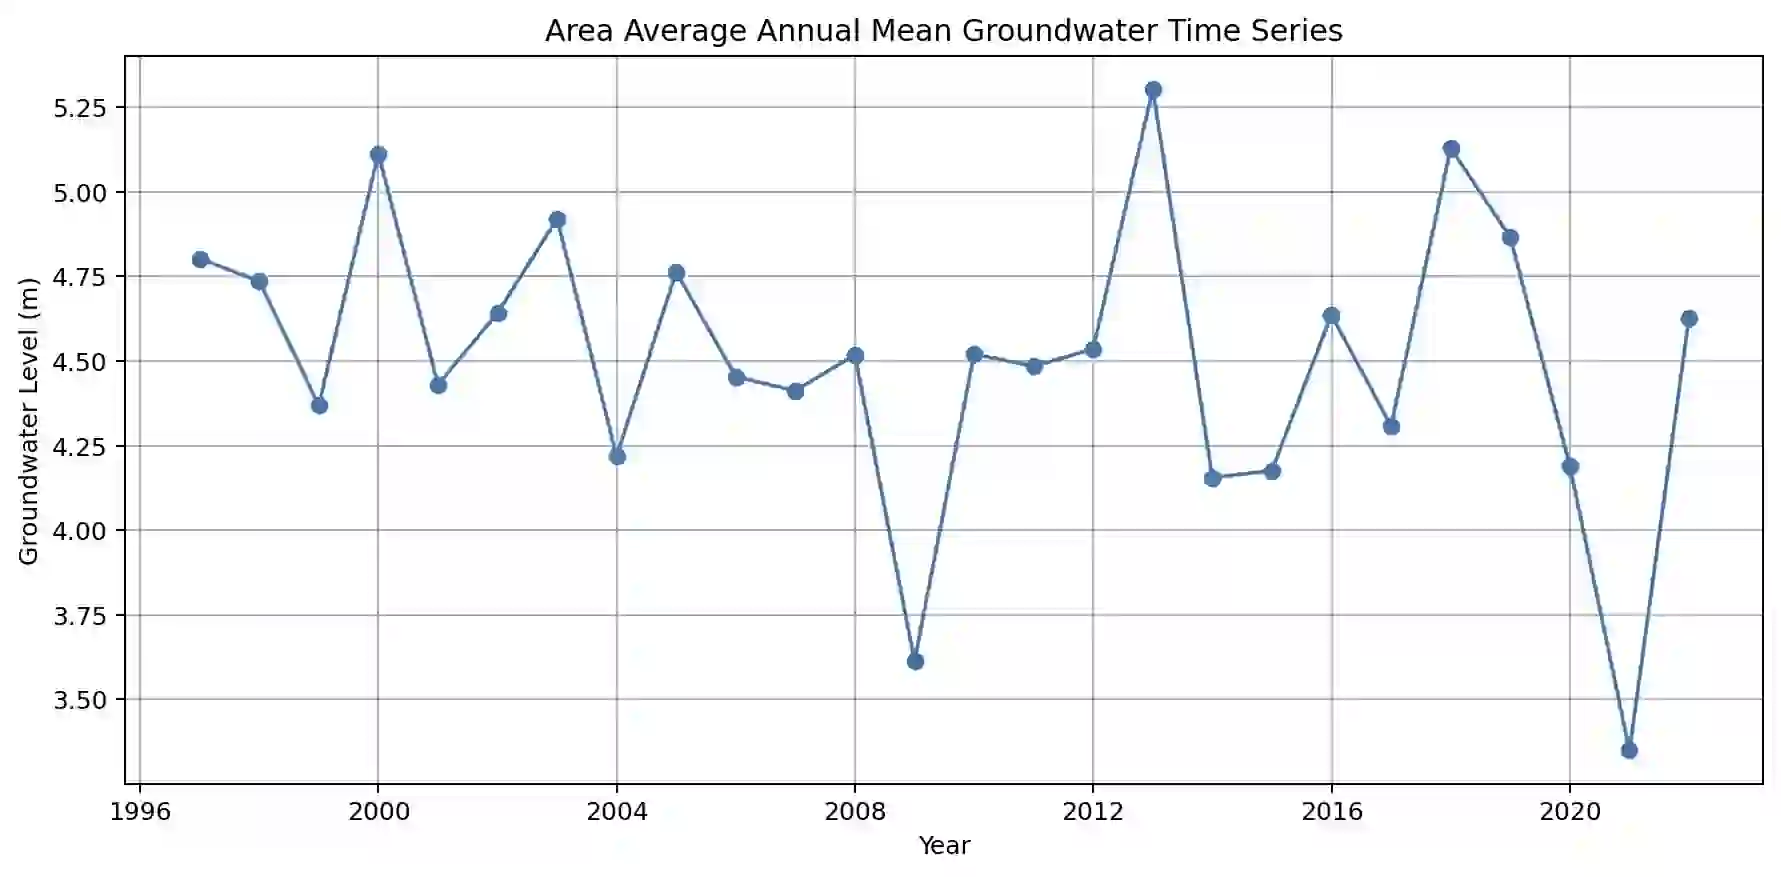 Area Average Annual Mean Groundwater Time Series
Groundwater Level (m)
5.25
5.00
4.75
4.50
4.25
4.00
3.75
3.50
1996 2000 2004 2008 2012 2016 2020
Year